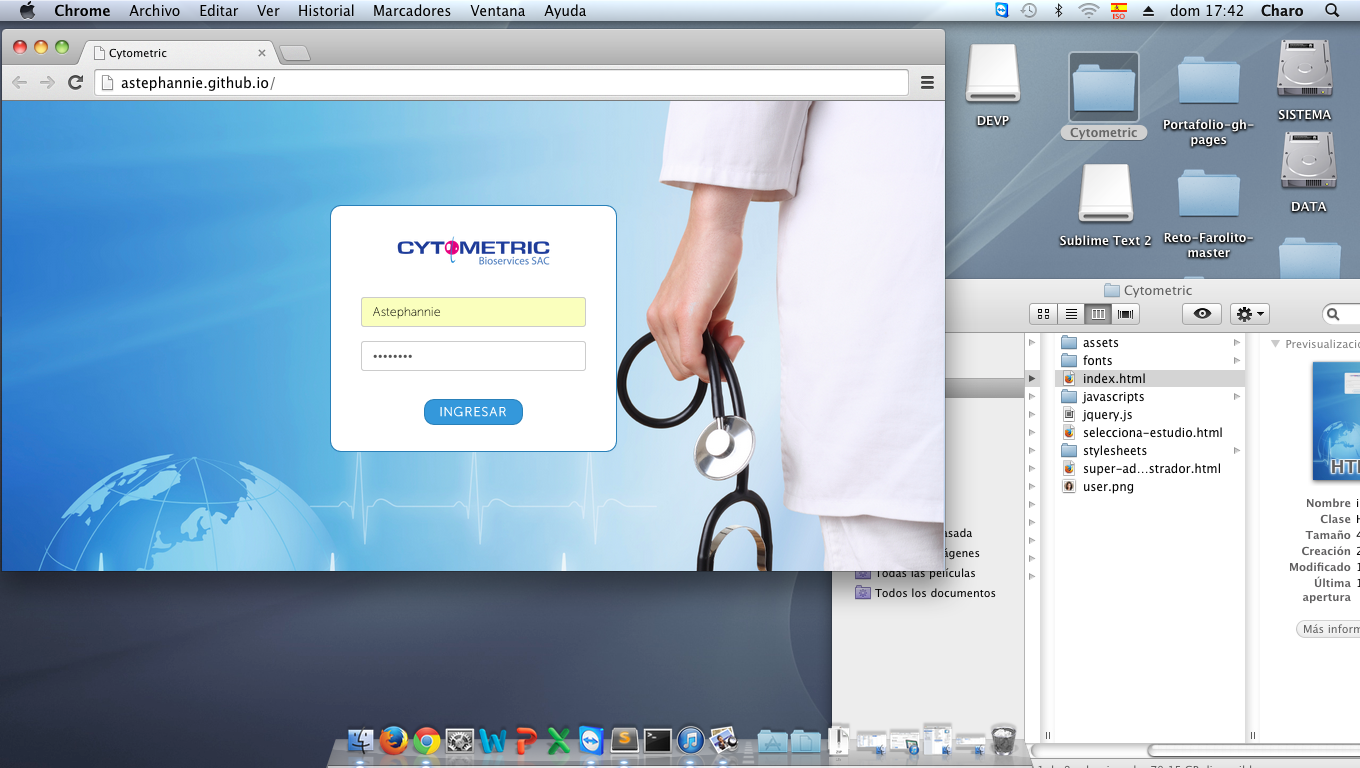 Chrome Archivo Editar Ver Historial Marcadores Ventana Ayuda
ISO
dom 17:42 Charo
Cytometric
astephannie.github.io/
CYTOMETRIC
Bioservices SAC
Astephannie
••••••••
INGRESAR
DEVP
Cytometric
Portafolio-gh-
pages
SISTEMA
Sublime Text 2
Reto-Farolito-
master
DATA
Cytometric
assets
fonts
index.html
javascripts
jquery.js
selecciona-estudio.html
stylesheets
super-ad...strador.html
user.png
Previsualizació
HT
Nombre i
Clase
Tamaño 4
Creación 2
Modificado 1
Última 1
apertura
Más inform
asada
ágenes
Todas las películas
Todos los documentos